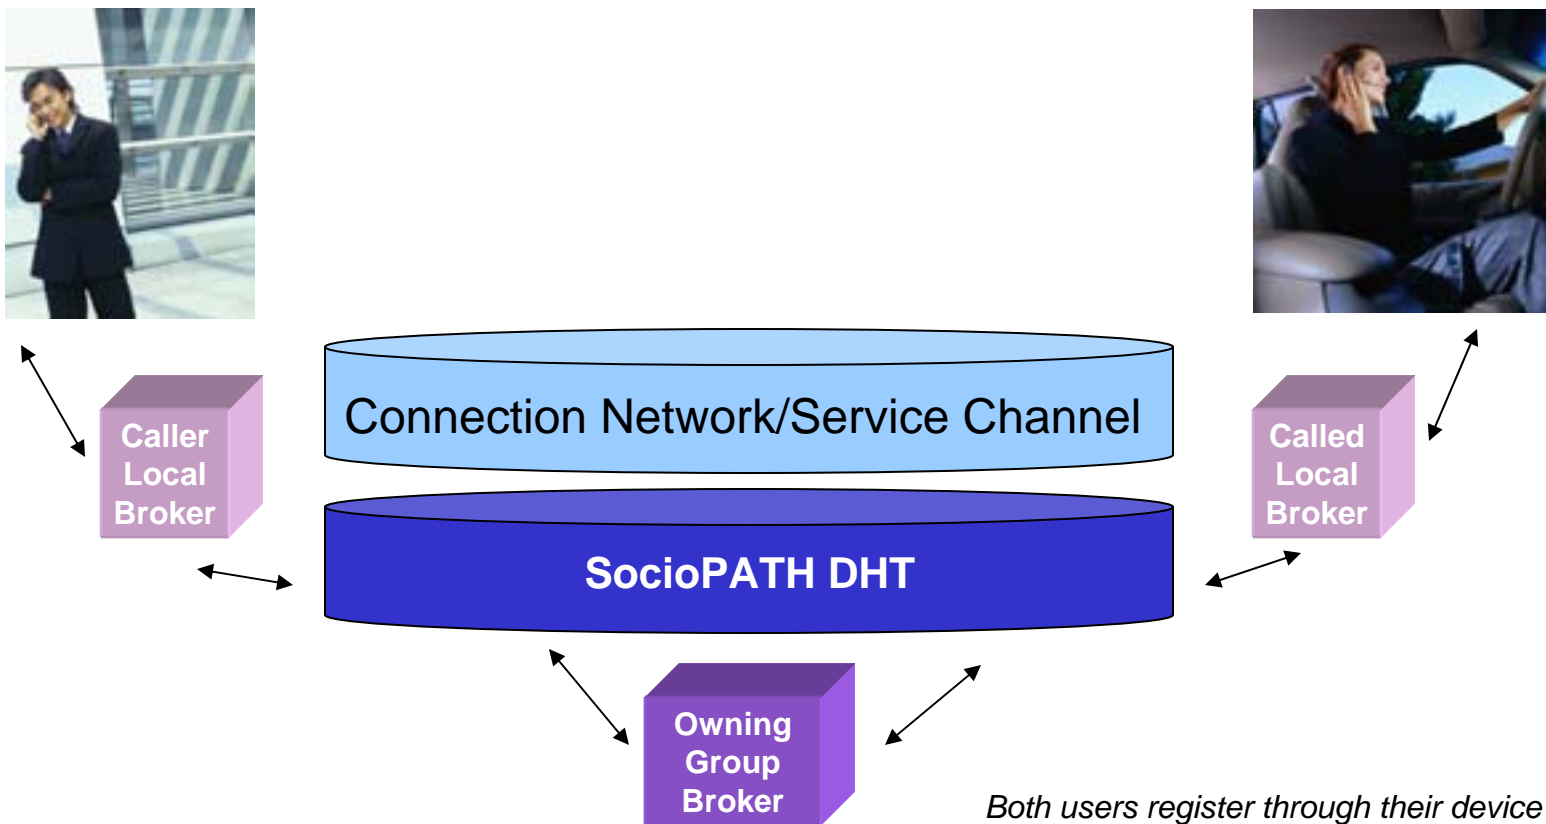 Connection Network/Service Channel
Caller
Local
Broker
Called
Local
Broker
SocioPATH DHT
Owning
Group
Broker
Both users register through their device